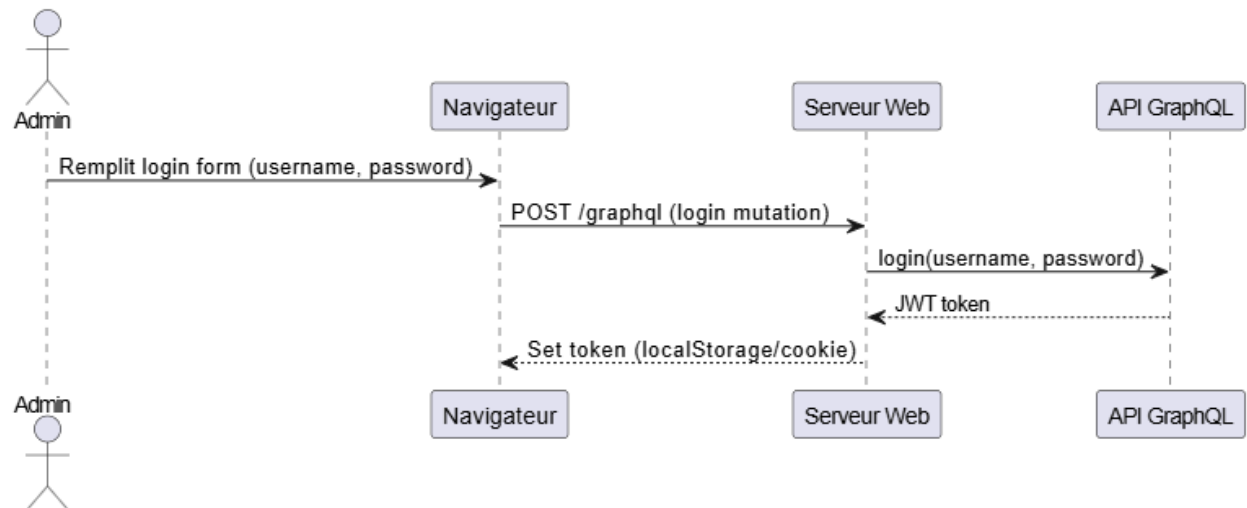 Admin
Navigateur
Serveur Web
API GraphQL
Remplit login form (username, password)
POST /graphql (login mutation)
login(username, password)
JWT token
Set token (localStorage/cookie)
Admin
Navigateur
Serveur Web
API GraphQL